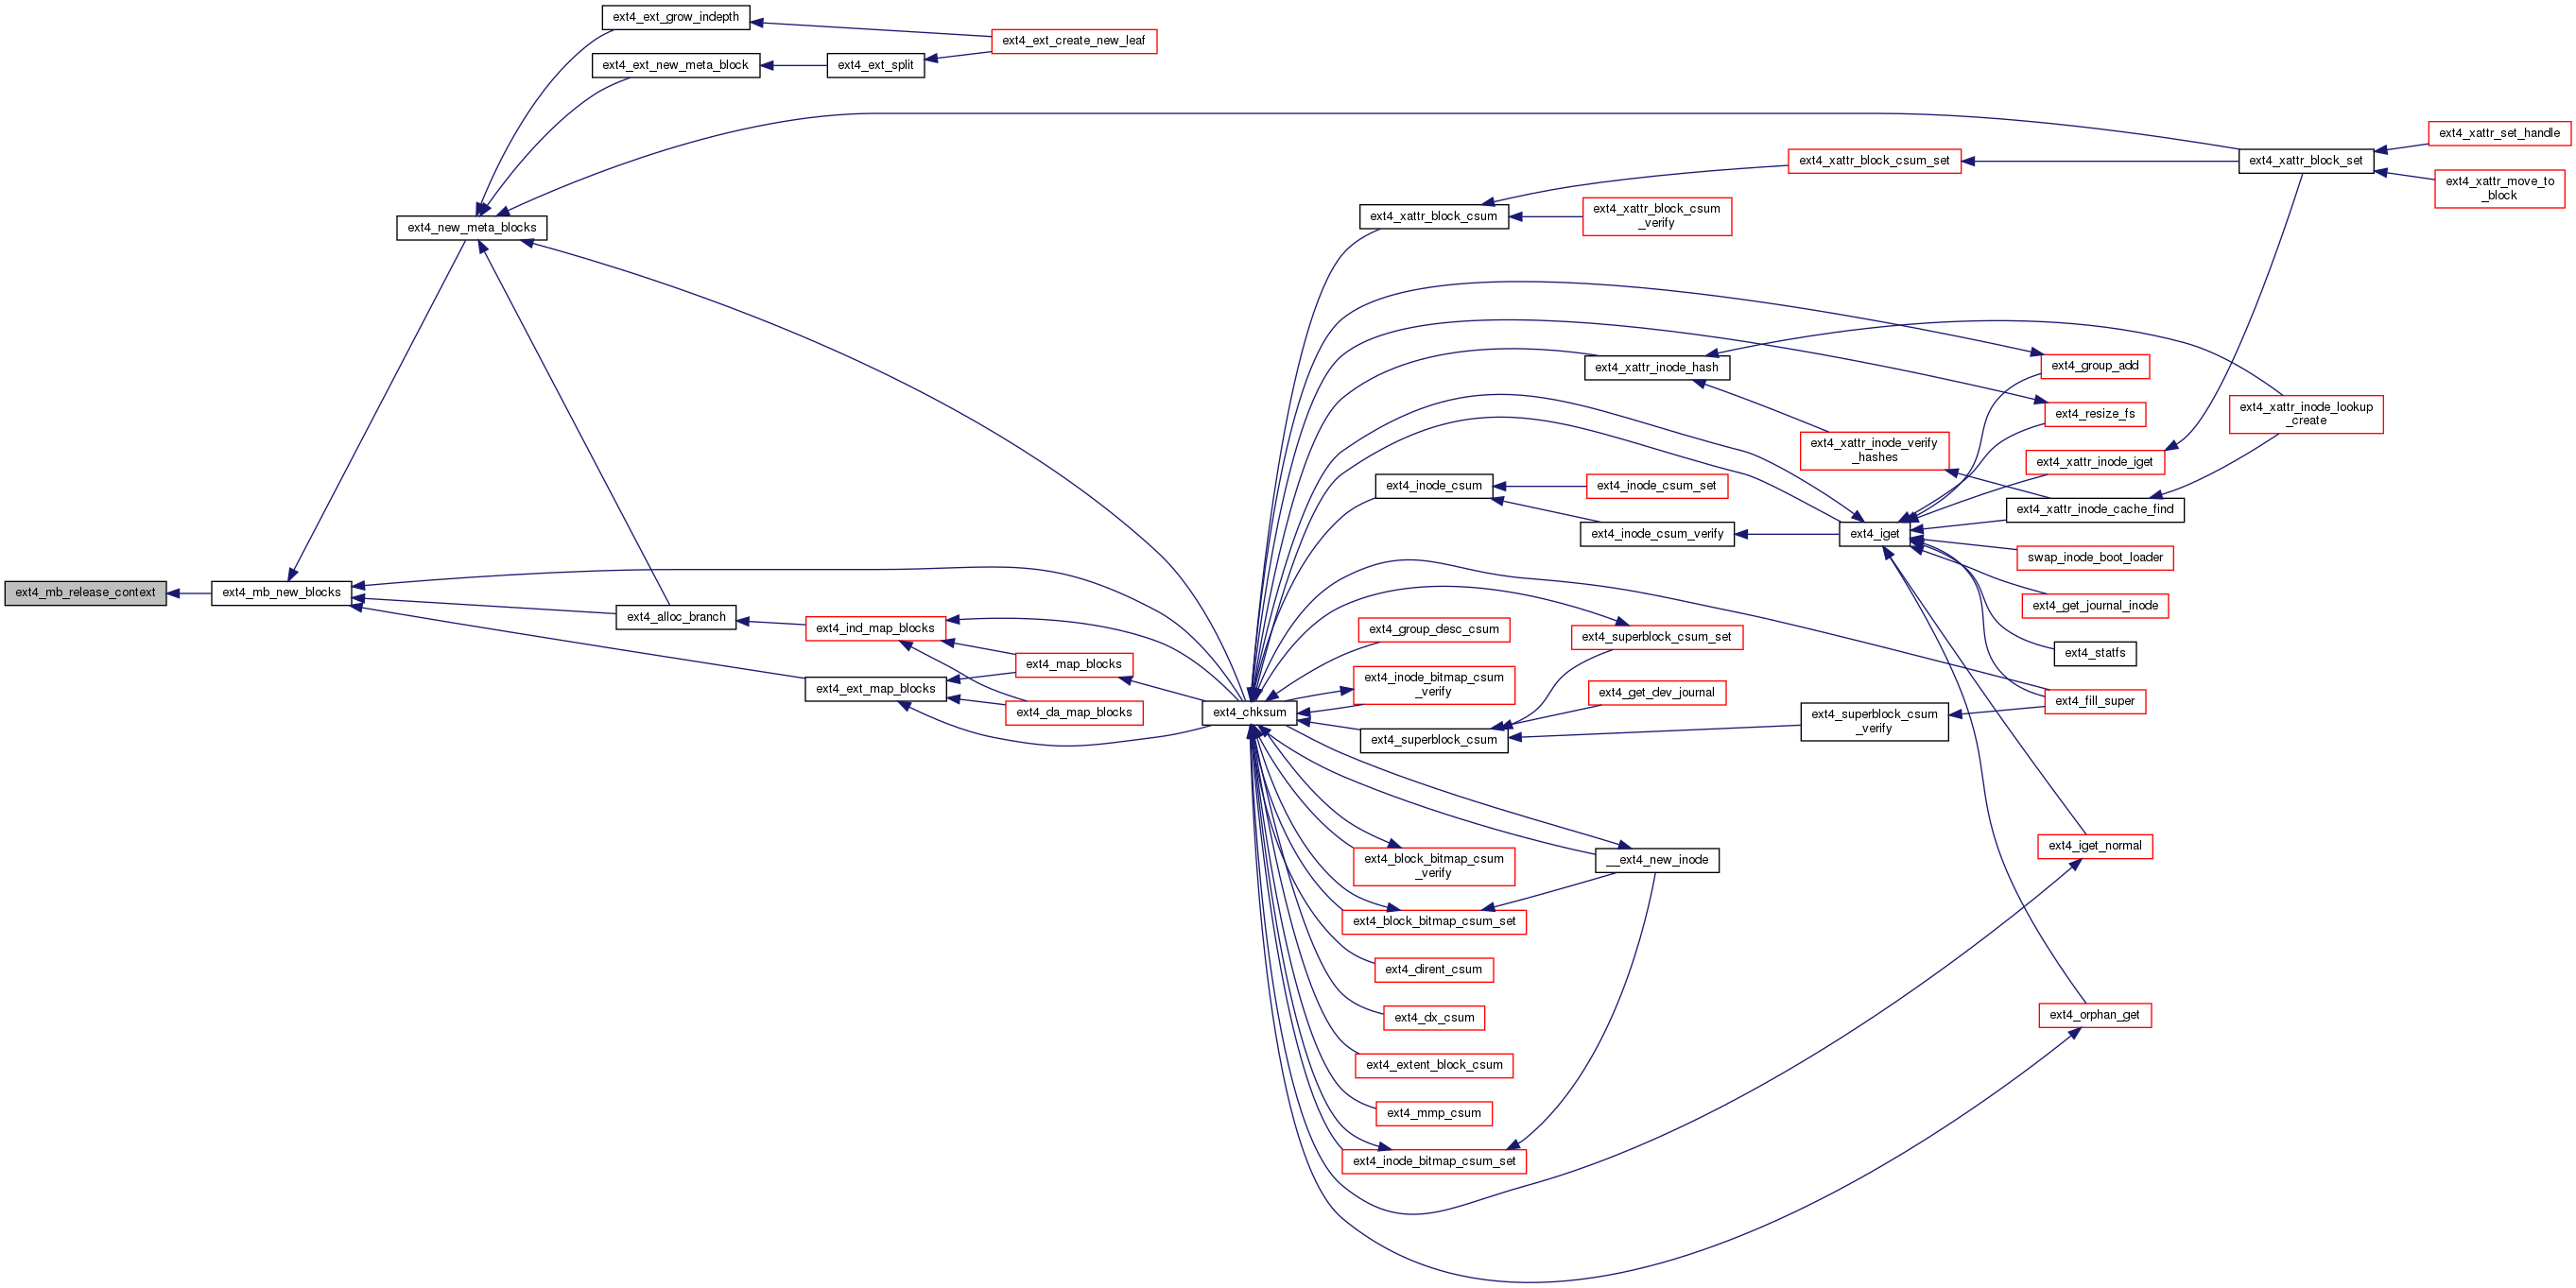 ext4_ext_grow_indepth
ext4_ext_create_new_leaf
ext4_ext_new_meta_block
ext4_ext_split
ext4_xattr_set_handle
ext4_xattr_block_csum_set
ext4_xattr_block_set
ext4_xattr_move_to
_block
ext4_xattr_block_csum
ext4_xattr_block_csum
_verify
ext4_new_meta_blocks
ext4_xattr_inode_hash
ext4_group_add
ext4_resize_fs
ext4_xattr_inode_lookup
_create
ext4_xattr_inode_verify
_hashes
ext4_xattr_inode_iget
ext4_inode_csum
ext4_inode_csum_set
ext4_xattr_inode_cache_find
ext4_inode_csum_verify
ext4_iget
swap_inode_boot_loader
ext4_mb_release_context
ext4_mb_new_blocks
ext4_get_journal_inode
ext4_alloc_branch
ext4_ind_map_blocks
ext4_group_desc_csum
ext4_superblock_csum_set
ext4_statfs
ext4_map_blocks
ext4_inode_bitmap_csum
_verify
ext4_ext_map_blocks
ext4_get_dev_journal
ext4_fill_super
ext4_da_map_blocks
ext4_chksum
ext4_superblock_csum
_verify
ext4_superblock_csum
ext4_iget_normal
ext4_block_bitmap_csum
_verify
__ext4_new_inode
ext4_block_bitmap_csum_set
ext4_dirent_csum
ext4_dx_csum
ext4_orphan_get
ext4_extent_block_csum
ext4_mmp_csum
ext4_inode_bitmap_csum_set